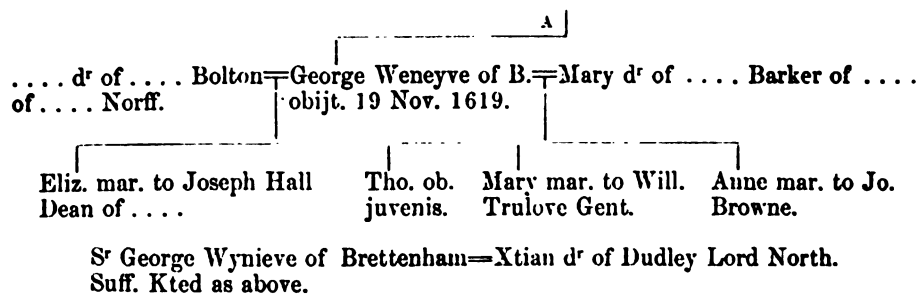 A
.... dʳ of .... Bolton=George Weneyve of B.=Mary dʳ of .... Barker of ....
of .... Norff. obijt. 19 Nov. 1619.
Eliz. mar. to Joseph Hall Tho. ob. Mary mar. to Will. Anne mar. to Jo.
Dean of .... juvenis. Trulove Gent. Browne.
Sʳ George Wynieve of Brettenham=Xtian dʳ of Dudley Lord North.
Suff. Kted as above.